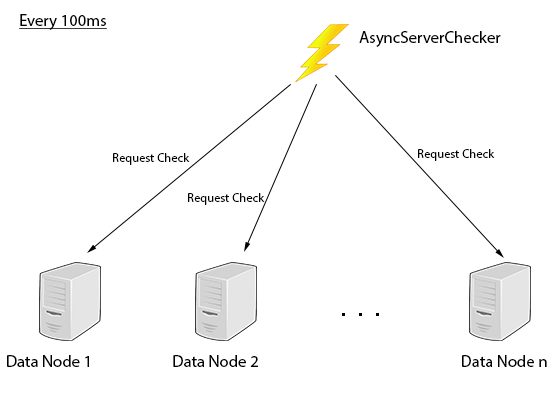 Every 100ms
AsyncServerChecker
Request Check
Request Check
Request Check
. . .
Data Node 1
Data Node 2
Data Node n